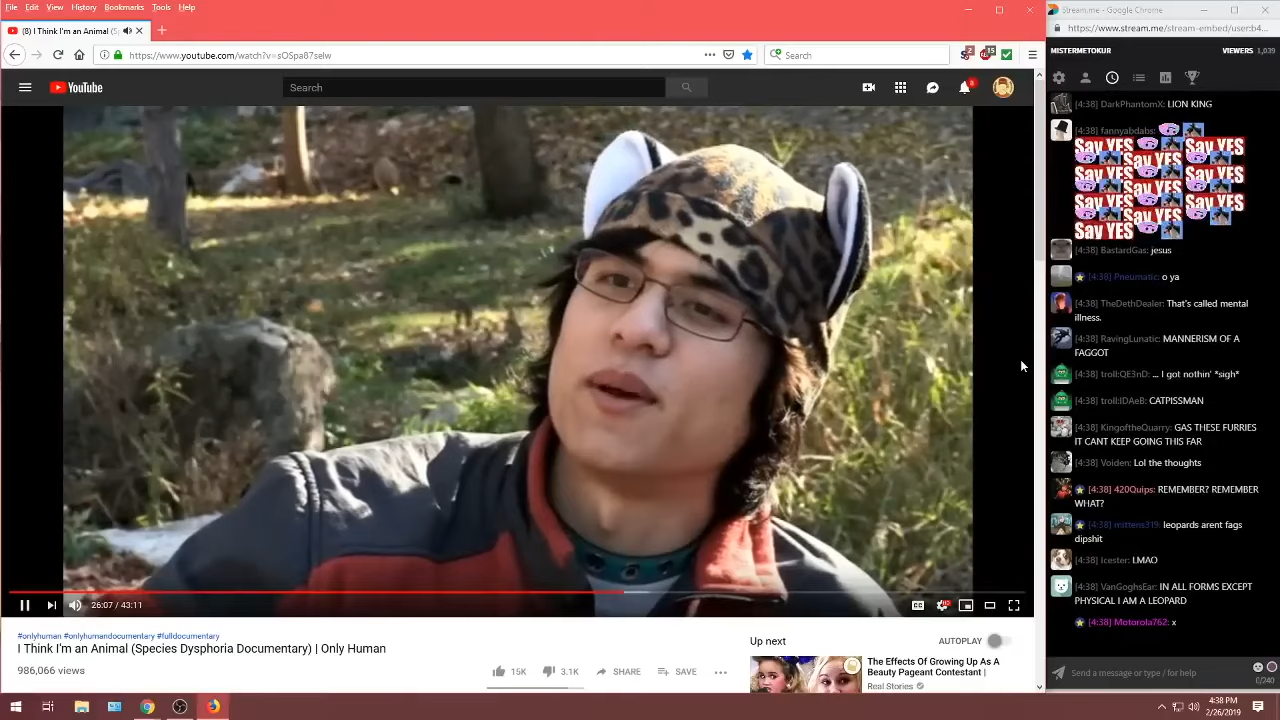 File Edit View History Bookmarks Tools Help
Stream.me - Google Chrome
(8) I Think I'm an Animal (S
https://www.stream.me/stream-embed/user:b4...
https://www.youtube.com/watch?v=sOSpa87selw
Search
MISTERMETOKUR VIEWERS 1,039
YouTube
Search
[4:38] DarkPhantomX: LION KING
[4:38] fannyabdabs:
Say YES Say YES
Say YES
Say YES Say YES
Say YES
Say YES Say YES
Say YES
Say YES
[4:38] BastardGas: jesus
[4:38] Pneumatic: o ya
[4:38] TheDethDealer: That's called mental
illness.
[4:38] RavingLunatic: MANNERISM OF A
FAGGOT
[4:38] troll:QE3nD: ... I got nothin' *sigh*
[4:38] troll:IDAeB: CATPISSMAN
[4:38] KingoftheQuarry: GAS THESE FURRIES
IT CANT KEEP GOING THIS FAR
[4:38] Voiden: Lol the thoughts
[4:38] 420Quips: REMEMBER? REMEMBER
WHAT?
[4:38] mittens319: leopards arent fags
dipshit
[4:38] Icester: LMAO
[4:38] VanGoghsEar: IN ALL FORMS EXCEPT
PHYSICAL I AM A LEOPARD
[4:38] Motorola762: x
26:07 / 43:11
#onlyhuman #onlyhumandocumentary #fulldocumentary
I Think I'm an Animal (Species Dysphoria Documentary) | Only Human
986,066 views
15K 3.1K SHARE SAVE
Up next AUTOPLAY
The Effects Of Growing Up As A
Beauty Pageant Contestant |
Real Stories
Send a message or type / for help
0/240
4:38 PM
2/26/2019